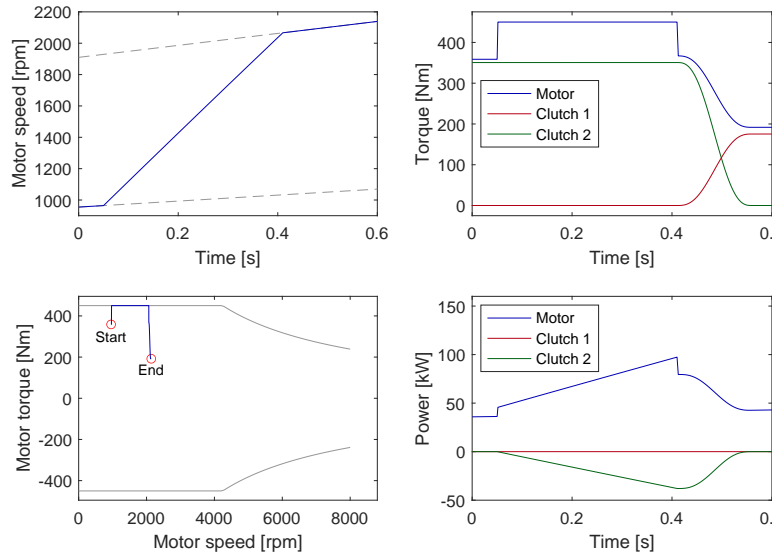 2200
2000
1800
1600
1400
1200
1000
0
0.2
0.4
0.6
Motor speed [rpm]
Time [s]
400
300
200
100
0
0
0.2
0.4
0.
Torque [Nm]
Time [s]
Motor
Clutch 1
Clutch 2
400
200
0
-200
-400
0
2000
4000
6000
8000
Motor torque [Nm]
Motor speed [rpm]
Start
End
150
100
50
0
-50
0
0.2
0.4
0.
Power [kW]
Time [s]
Motor
Clutch 1
Clutch 2